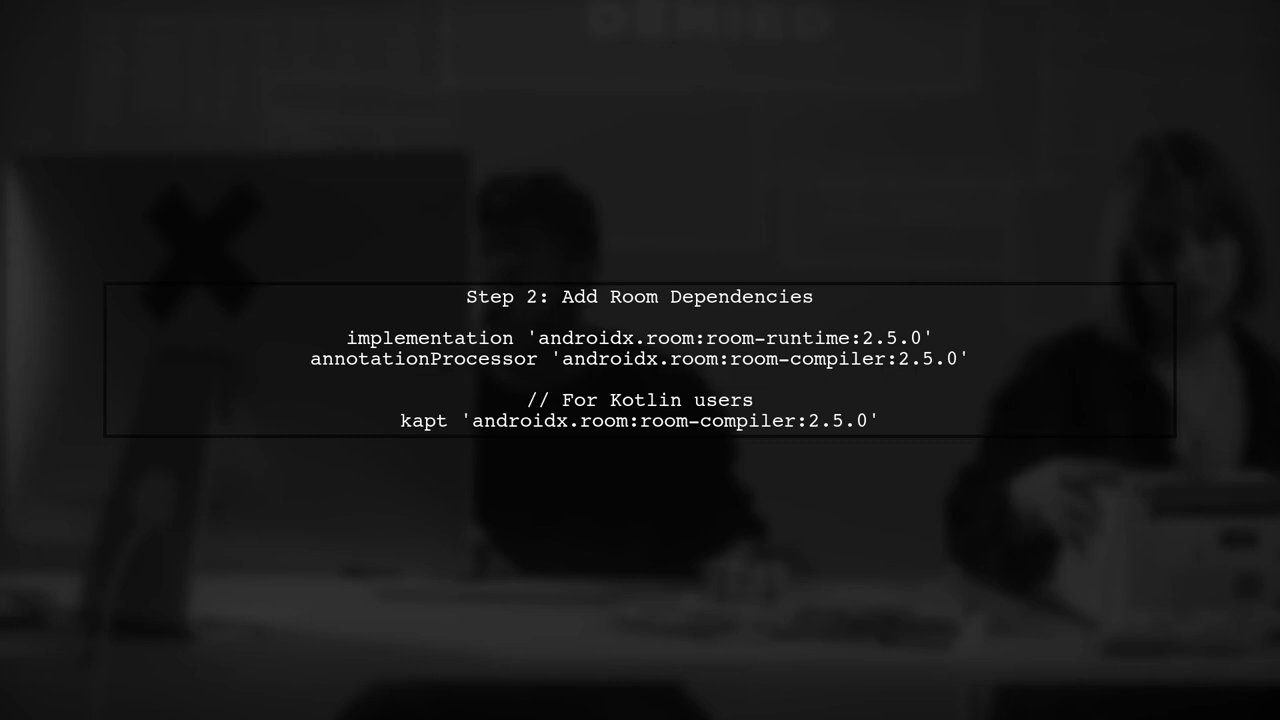 Step 2: Add Room Dependencies
implementation 'androidx.room:room-runtime:2.5.0'
annotationProcessor 'androidx.room:room-compiler:2.5.0'
// For Kotlin users
kapt 'androidx.room:room-compiler:2.5.0'